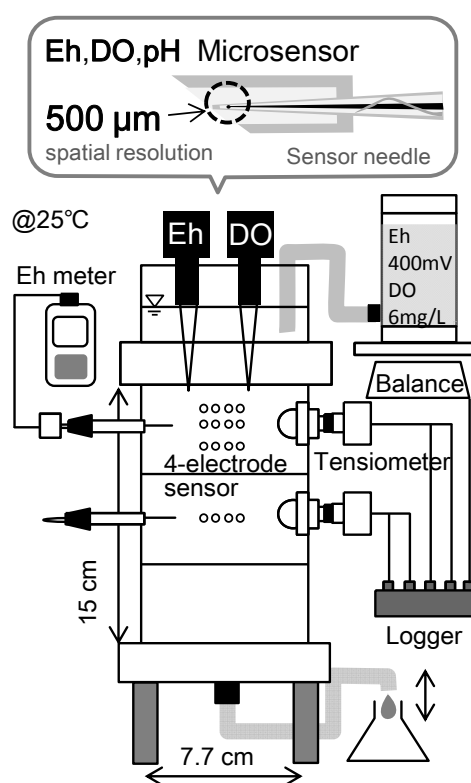 Eh,DO,pH Microsensor
500 µm
spatial resolution
Sensor needle
@25℃
Eh
DO
Eh
400mV
DO
6mg/L
Eh meter
Balance
4-electrode
sensor
Tensiometer
15 cm
Logger
7.7 cm